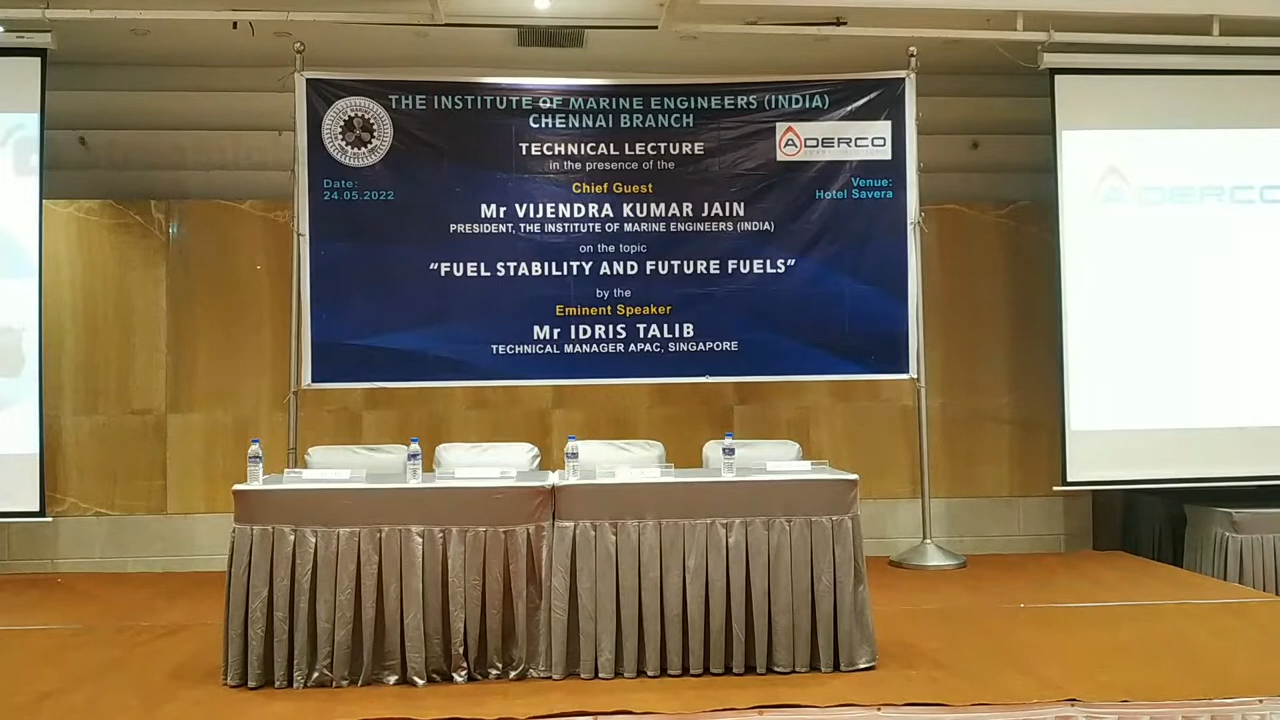 THE INSTITUTE OF MARINE ENGINEERS (INDIA)
CHENNAI BRANCH
TECHNICAL LECTURE
in the presence of the
ADERCO
Date:
24.05.2022
Venue:
Hotel Savera
Chief Guest
Mr VIJENDRA KUMAR JAIN
PRESIDENT, THE INSTITUTE OF MARINE ENGINEERS (INDIA)
on the topic
“FUEL STABILITY AND FUTURE FUELS”
by the
Eminent Speaker
Mr IDRIS TALIB
TECHNICAL MANAGER APAC, SINGAPORE
ADERCO